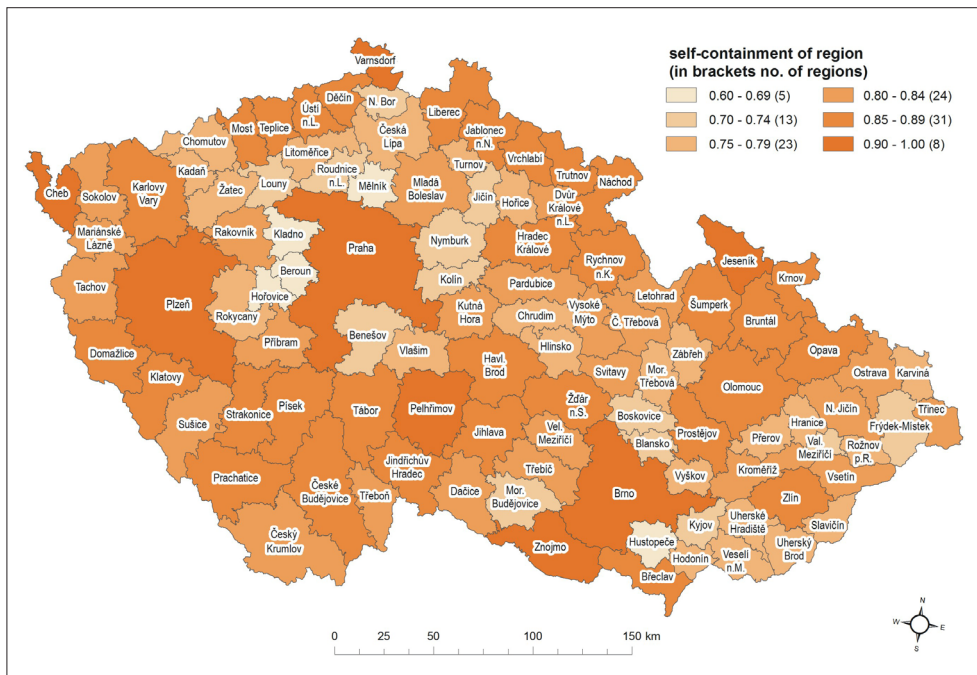 self-containment of region
(in brackets no. of regions)
0.60 - 0.69 (5)
0.70 - 0.74 (13)
0.75 - 0.79 (23)
0.80 - 0.84 (24)
0.85 - 0.89 (31)
0.90 - 1.00 (8)
Varnsdorf
Děčín
N. Bor
Ústí
n.L.
Liberec
Most
Teplice
Česká
Lípa
Jablonec
n.N.
Chomutov
Litoměřice
Vrchlabí
Turnov
Trutnov
Kadaň
Roudnice
n.L.
Náchod
Cheb
Sokolov
Karlovy
Vary
Žatec
Louny
Mělník
Mladá
Boleslav
Jičín
Hořice
Dvůr
Králové
n.L.
Mariánské
Lázně
Rakovník
Kladno
Praha
Nymburk
Hradec
Králové
Jeseník
Rychnov
n.K.
Beroun
Krnov
Tachov
Plzeň
Hořovice
Kolín
Pardubice
Letohrad
Šumperk
Rokycany
Kutná
Hora
Chrudim
Vysoké
Mýto
Č. Třebová
Bruntál
Příbram
Benešov
Vlašim
Hlinsko
Zábřeh
Domažlice
Havl.
Brod
Svitavy
Mor.
Třebová
Opava
Klatovy
Ostrava
Karviná
Olomouc
Sušice
Strakonice
Písek
Tábor
Pelhřimov
Žďár
n.S.
Boskovice
N. Jičín
Třinec
Jihlava
Vel.
Meziříčí
Prostějov
Hranice
Frýdek-Místek
Blansko
Přerov
Val.
Meziříčí
Rožnov
p.R.
Prachatice
Jindřichův
Hradec
Třebíč
Vyškov
Kroměříž
Vsetín
České
Budějovice
Třeboň
Dačice
Mor.
Budějovice
Brno
Zlín
Český
Krumlov
Kyjov
Uherské
Hradiště
Slavičín
Znojmo
Hustopeče
Hodonín
Veselí
n.M.
Uherský
Brod
Břeclav
0
25
50
100
150 km
N
W
E
S